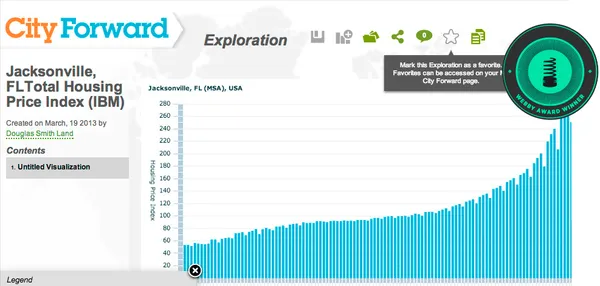 City Forward
Exploration
0
Mark this Exploration as a favorite.
Favorites can be accessed on your
City Forward page.
WEBBY AWARD WINNER
Jacksonville,
FLTotal Housing
Price Index (IBM)
Created on March, 19 2013 by
Douglas Smith Land
Contents
1. Untitled Visualization
Jacksonville, FL (MSA), USA
Housing Price Index
280
260
240
220
200
180
160
140
120
100
80
60
40
20
Legend